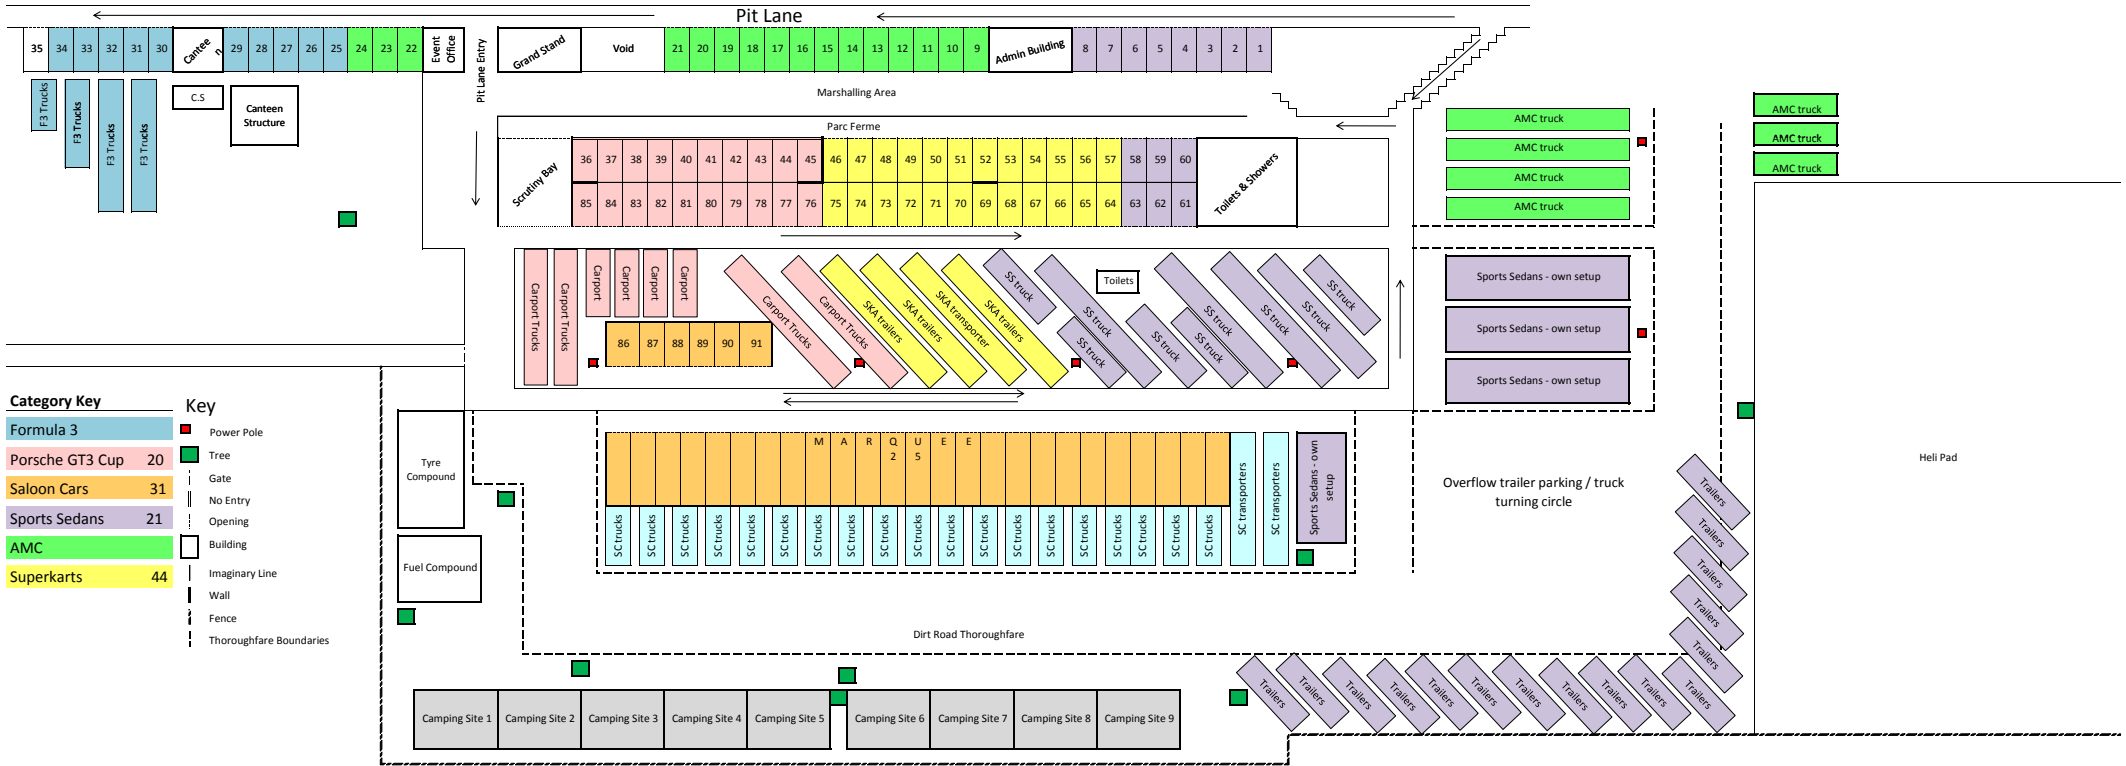 Pit Lane
35 34 33 32 31 30 Cantee n 29 28 27 26 25 24 23 22 Event Office Pit Lane Entry Grand Stand Void 21 20 19 18 17 16 15 14 13 12 11 10 9 Admin Building 8 7 6 5 4 3 2 1
F3 Trucks F3 Trucks F3 Trucks F3 Trucks C.S Canteen Structure
Marshalling Area
Parc Ferme
AMC truck
AMC truck
AMC truck
AMC truck
AMC truck
AMC truck
AMC truck
Scrutiny Bay 36 37 38 39 40 41 42 43 44 45 46 47 48 49 50 51 52 53 54 55 56 57 58 59 60 Toilets & Showers
85 84 83 82 81 80 79 78 77 76 75 74 73 72 71 70 69 68 67 66 65 64 63 62 61
Carport Trucks Carport Trucks Carport Carport Carport Carport Carport Trucks Carport Trucks SKA trailers SKA trailers SKA transporter SKA trailers SS truck SS truck SS truck Toilets SS truck SS truck SS truck SS truck SS truck SS truck
86 87 88 89 90 91
Sports Sedans - own setup
Sports Sedans - own setup
Sports Sedans - own setup
Category Key
Formula 3
Porsche GT3 Cup 20
Saloon Cars 31
Sports Sedans 21
AMC
Superkarts 44
Key
Power Pole
Tree
Gate
No Entry
Opening
Building
Imaginary Line
Wall
Fence
Thoroughfare Boundaries
Tyre
Compound
Fuel Compound
M A R Q U E E
2 5
SC trucks SC trucks SC trucks SC trucks SC trucks SC trucks SC trucks SC trucks SC trucks SC trucks SC trucks SC trucks SC trucks SC trucks SC trucks SC trucks SC trucks SC trucks SC trucks SC transporters SC transporters Sports Sedans - own setup
Overflow trailer parking / truck
turning circle
Heli Pad
Trailers
Trailers
Trailers
Trailers
Trailers
Dirt Road Thoroughfare
Trailers Trailers Trailers Trailers Trailers Trailers Trailers Trailers Trailers Trailers
Camping Site 1 Camping Site 2 Camping Site 3 Camping Site 4 Camping Site 5 Camping Site 6 Camping Site 7 Camping Site 8 Camping Site 9